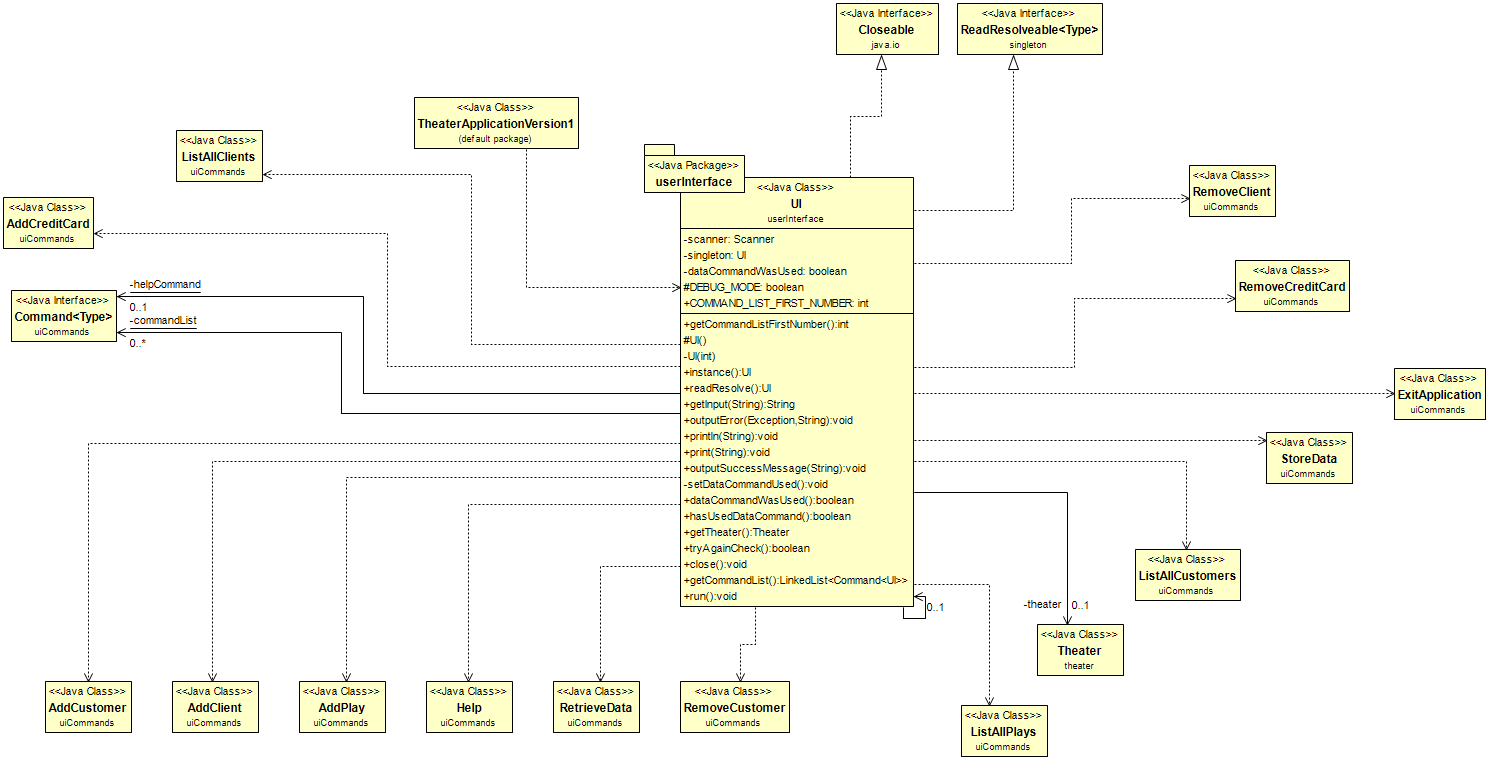 <<Java Interface>>
Closeable
java.io
<<Java Interface>>
ReadResolveable<Type>
singleton
<<Java Class>>
TheaterApplicationVersion1
(default package)
<<Java Class>>
ListAllClients
uiCommands
<<Java Class>>
AddCreditCard
uiCommands
<<Java Interface>>
Command<Type>
uiCommands
-helpCommand
0..1
-commandList
0..*
<<Java Package>>
userInterface
<<Java Class>>
UI
userInterface
-scanner: Scanner
-singleton: UI
-dataCommandWasUsed: boolean
#DEBUG_MODE: boolean
+COMMAND_LIST_FIRST_NUMBER: int
+getCommandListFirstNumber():int
#UI()
-UI(int)
+instance():UI
+readResolve():UI
+getInput(String):String
+outputError(Exception,String):void
+println(String):void
+print(String):void
+outputSuccessMessage(String):void
-setDataCommandUsed():void
+dataCommandWasUsed():boolean
+hasUsedDataCommand():boolean
+getTheater():Theater
+tryAgainCheck():boolean
+close():void
+getCommandList():LinkedList<Command<UI>>
+run():void
0..1
<<Java Class>>
RemoveClient
uiCommands
<<Java Class>>
RemoveCreditCard
uiCommands
<<Java Class>>
ExitApplication
uiCommands
<<Java Class>>
StoreData
uiCommands
<<Java Class>>
ListAllCustomers
uiCommands
-theater
0..1
<<Java Class>>
Theater
theater
<<Java Class>>
AddCustomer
uiCommands
<<Java Class>>
AddClient
uiCommands
<<Java Class>>
AddPlay
uiCommands
<<Java Class>>
Help
uiCommands
<<Java Class>>
RetrieveData
uiCommands
<<Java Class>>
RemoveCustomer
uiCommands
<<Java Class>>
ListAllPlays
uiCommands